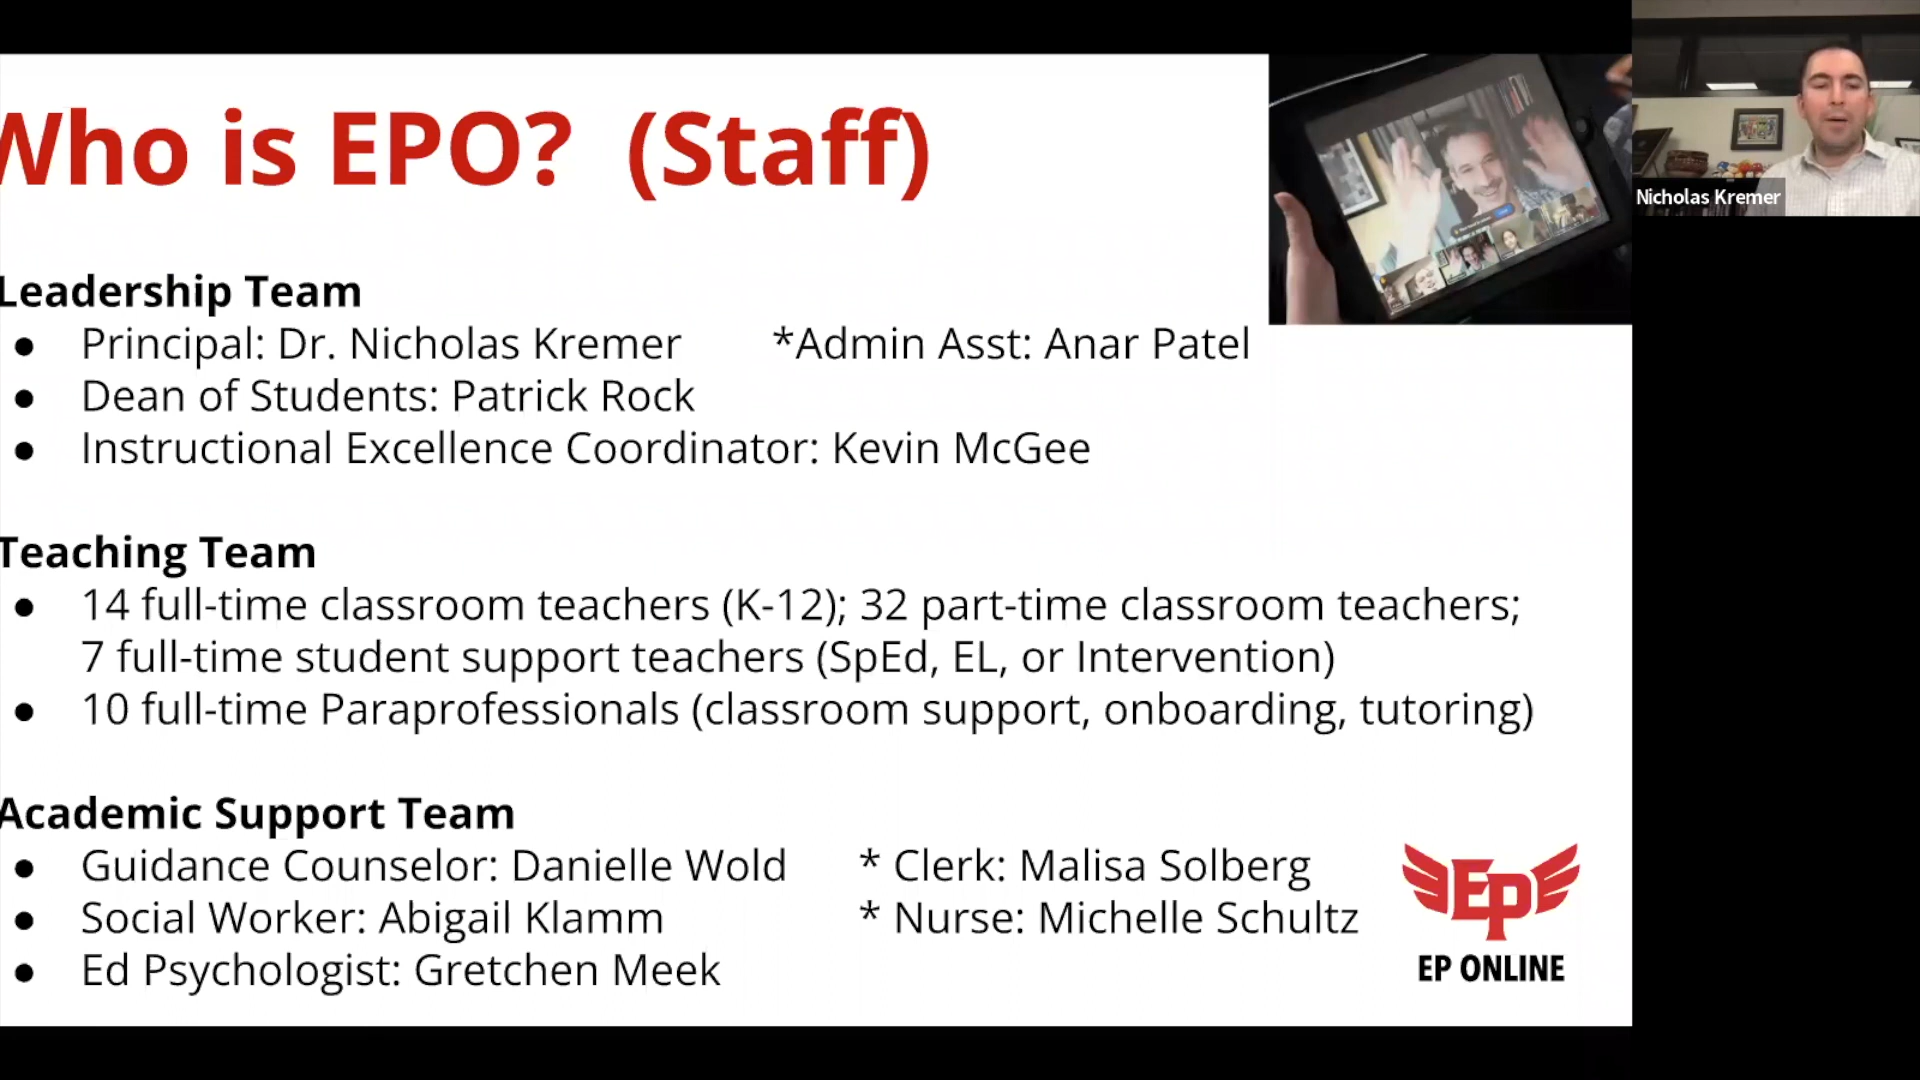 Who is EPO? (Staff)
Nicholas Kremer
Leadership Team
● Principal: Dr. Nicholas Kremer *Admin Asst: Anar Patel
● Dean of Students: Patrick Rock
● Instructional Excellence Coordinator: Kevin McGee
Teaching Team
● 14 full-time classroom teachers (K-12); 32 part-time classroom teachers;
7 full-time student support teachers (SpEd, EL, or Intervention)
● 10 full-time Paraprofessionals (classroom support, onboarding, tutoring)
Academic Support Team
● Guidance Counselor: Danielle Wold * Clerk: Malisa Solberg
● Social Worker: Abigail Klamm * Nurse: Michelle Schultz
● Ed Psychologist: Gretchen Meek
EP
EP ONLINE